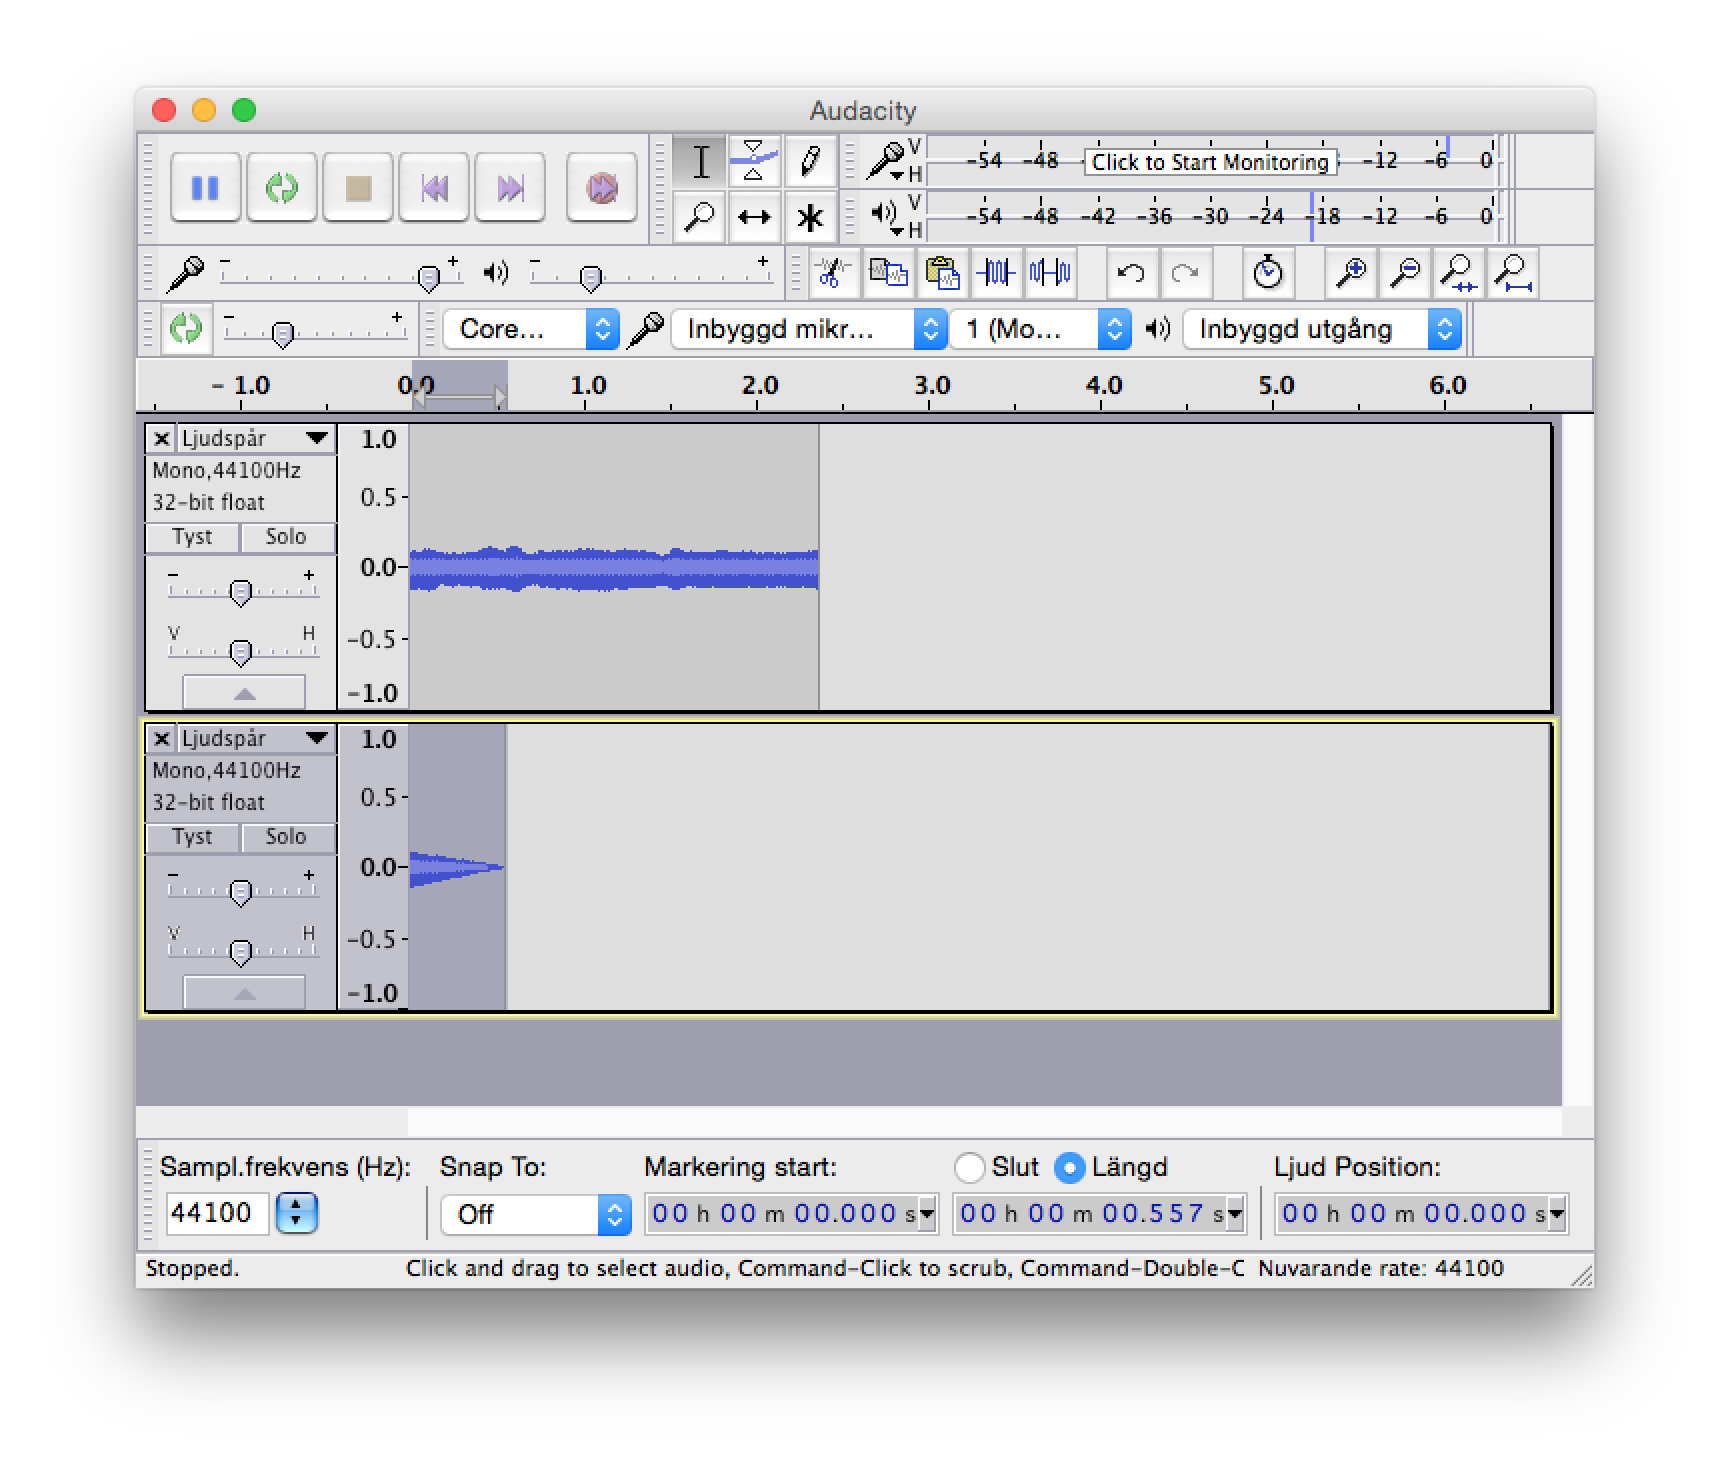 Audacity
V
H
-54 -48 Click to Start Monitoring -12 -6 0
V
H
-54 -48 -42 -36 -30 -24 -18 -12 -6 0
- + - +
- + Core... Inbyggd mikr... 1 (Mo... Inbyggd utgång
- 1.0 0.0 1.0 2.0 3.0 4.0 5.0 6.0
Ljudspår
Mono,44100Hz
32-bit float
Tyst Solo
- +
V H
1.0
0.5
0.0
-0.5
-1.0
Ljudspår
Mono,44100Hz
32-bit float
Tyst Solo
- +
V H
1.0
0.5
0.0
-0.5
-1.0
Sampl.frekvens (Hz): Snap To: Markering start: Slut Längd Ljud Position:
44100 Off 00 h 00 m 00.000 s 00 h 00 m 00.557 s 00 h 00 m 00.000 s
Stopped. Click and drag to select audio, Command-Click to scrub, Command-Double-C Nuvarande rate: 44100